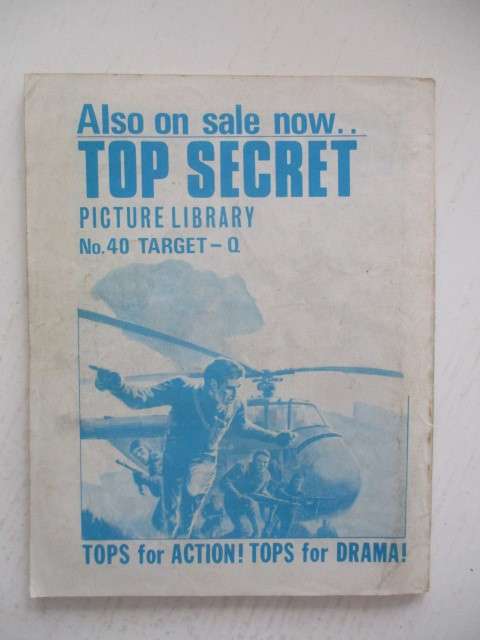 Also on sale now..
TOP SECRET
PICTURE LIBRARY
No.40 TARGET – Q
TOPS for ACTION! TOPS for DRAMA!